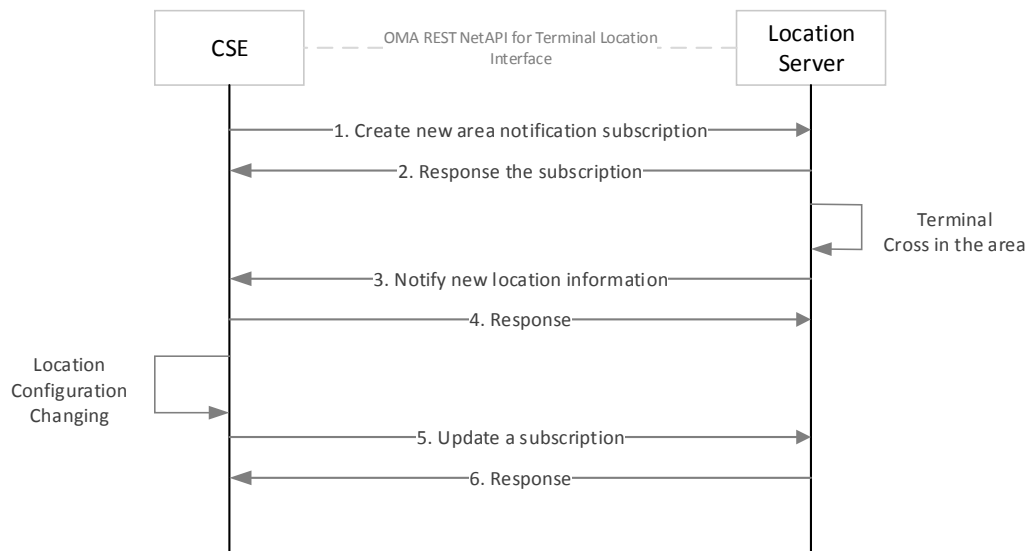 CSE
OMA REST NetAPI for Terminal Location
Interface
Location
Server
1. Create new area notification subscription
2. Response the subscription
Terminal
Cross in the area
3. Notify new location information
4. Response
Location
Configuration
Changing
5. Update a subscription
6. Response